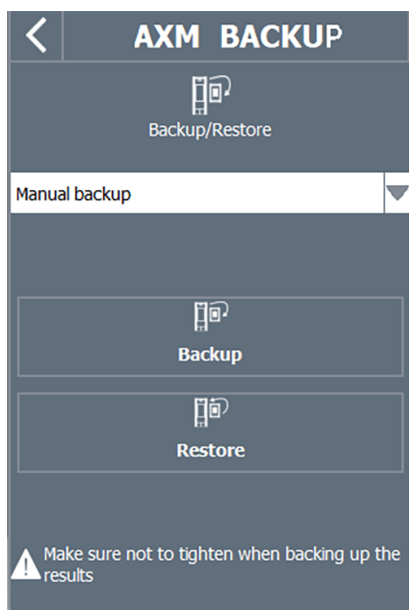 AXM BACKUP
Backup/Restore
Manual backup
Backup
Restore
Make sure not to tighten when backing up the
results